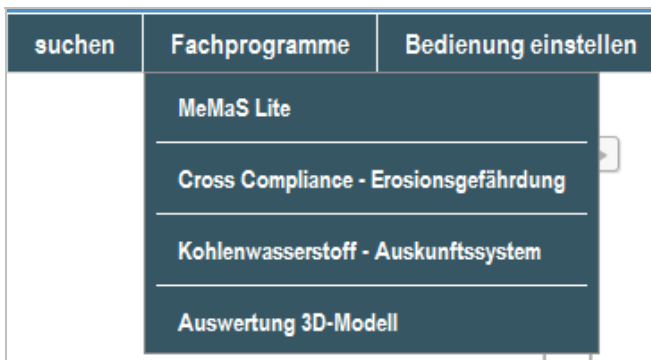 suchen Fachprogramme Bedienung einstellen
MeMaS Lite
Cross Compliance - Erosionsgefährdung
Kohlenwasserstoff - Auskunftssystem
Auswertung 3D-Modell